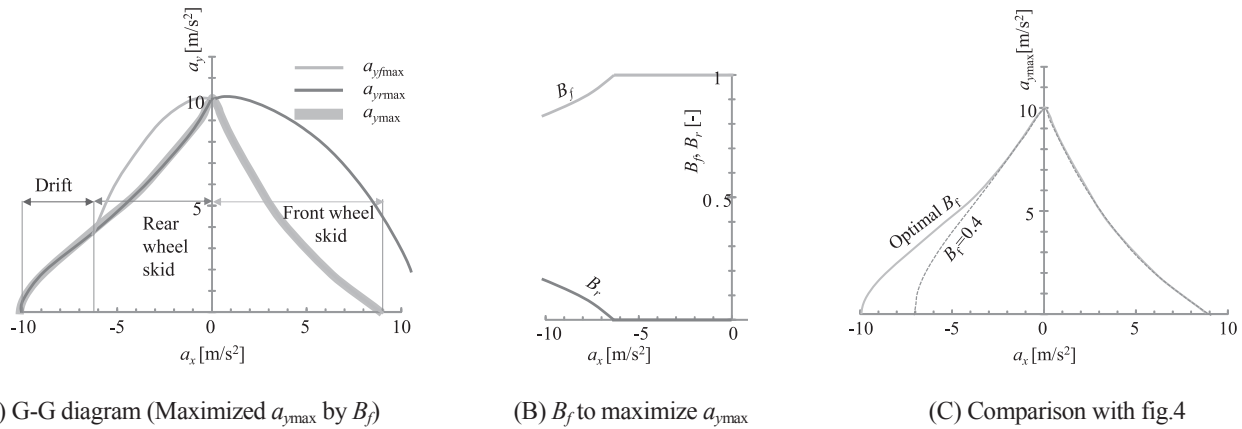 a_y [m/s²]
a_yfmax
a_yrmax
a_ymax
10
5
Drift
Rear
wheel
skid
Front wheel
skid
-10 -5 0 5 10
a_x [m/s²]
) G-G diagram (Maximized a_ymax by B_f)
B_f
B_r
1
0.5
B_f, B_r [-]
-10 -5 0
a_x [m/s²]
(B) B_f to maximize a_ymax
a_ymax[m/s²]
10
5
Optimal B_f
B_f=0.4
-10 -5 0 5 10
a_x [m/s²]
(C) Comparison with fig.4